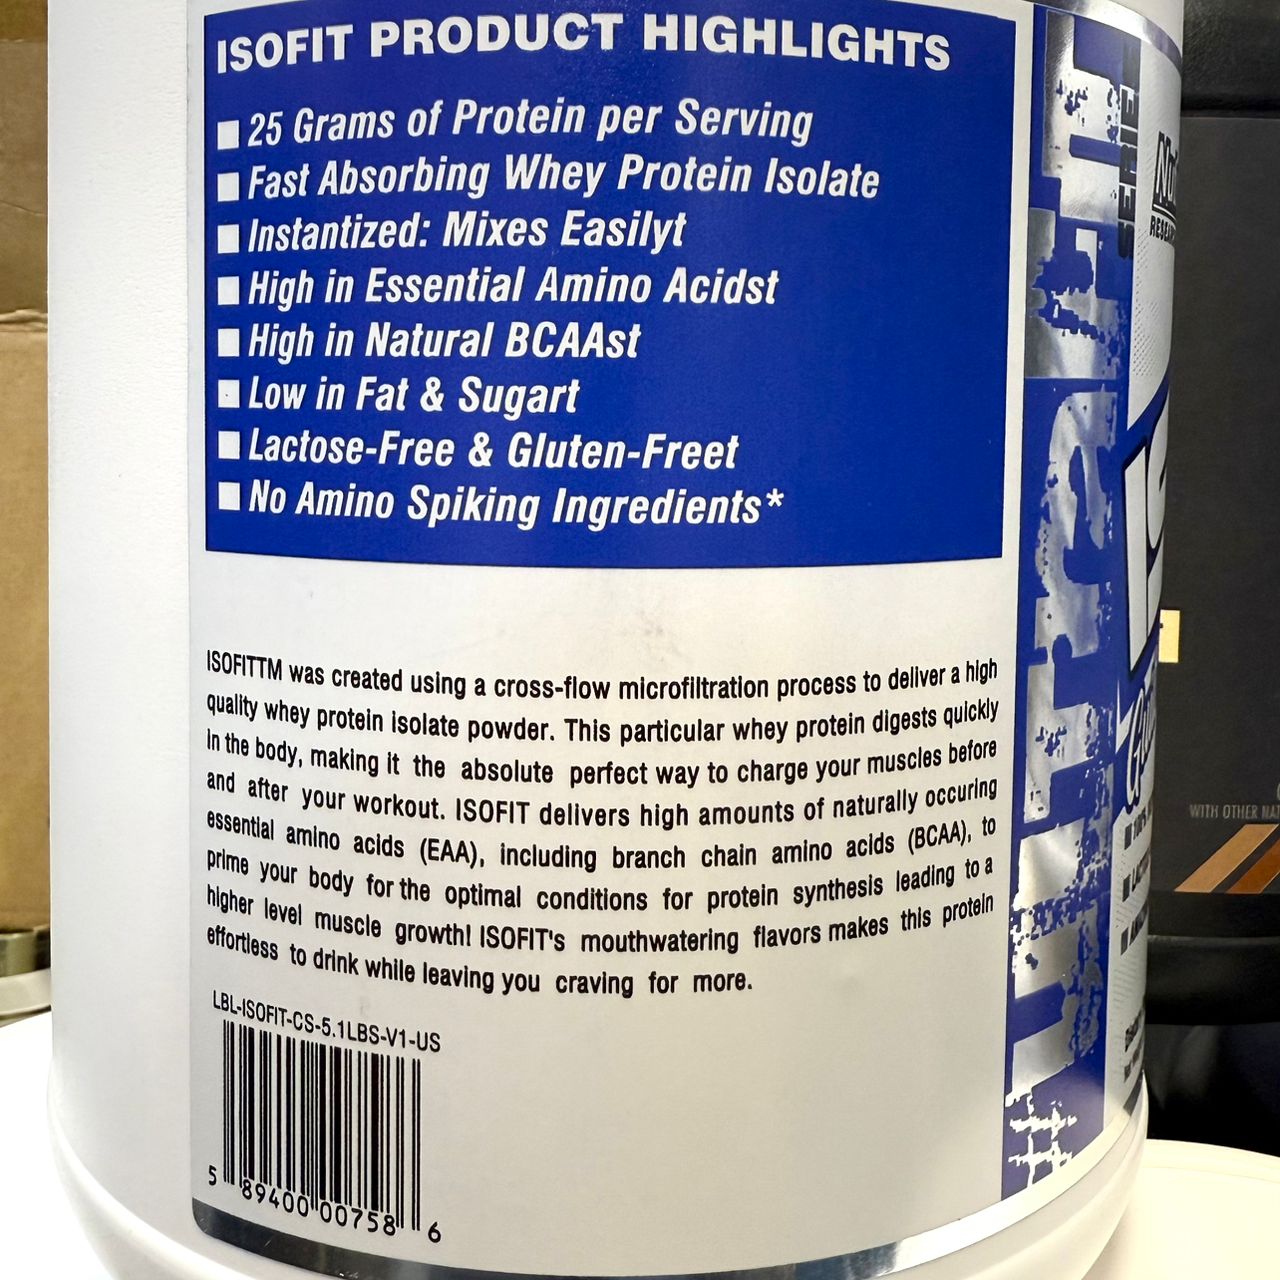 ISOFIT PRODUCT HIGHLIGHTS
■ 25 Grams of Protein per Serving
■ Fast Absorbing Whey Protein Isolate
■ Instantized: Mixes Easilyt
■ High in Essential Amino Acidst
■ High in Natural BCAAst
■ Low in Fat & Sugart
■ Lactose-Free & Gluten-Freet
■ No Amino Spiking Ingredients*
ISOFITTM was created using a cross-flow microfiltration process to deliver a high
quality whey protein isolate powder. This particular whey protein digests quickly
in the body, making it the absolute perfect way to charge your muscles before
and after your workout. ISOFIT delivers high amounts of naturally occuring
essential amino acids (EAA), including branch chain amino acids (BCAA), to
prime your body for the optimal conditions for protein synthesis leading to a
higher level muscle growth! ISOFIT's mouthwatering flavors makes this protein
effortless to drink while leaving you craving for more.
LBL-ISOFIT-CS-5.1LBS-V1-US
5 89400 00758 6
SERIE
WITH OTHER NAT